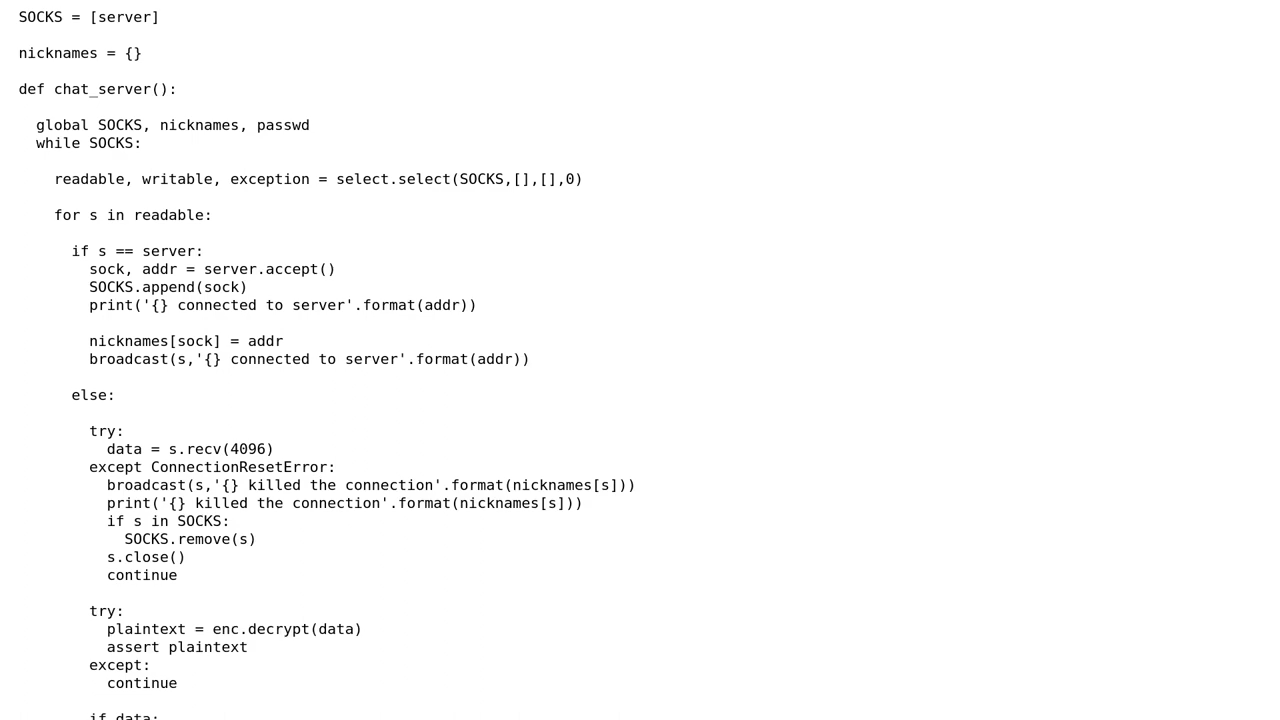 SOCKS = [server]
nicknames = {}
def chat_server():
global SOCKS, nicknames, passwd
while SOCKS:
readable, writable, exception = select.select(SOCKS,[],[],0)
for s in readable:
if s == server:
sock, addr = server.accept()
SOCKS.append(sock)
print('{} connected to server'.format(addr))
nicknames[sock] = addr
broadcast(s,'{} connected to server'.format(addr))
else:
try:
data = s.recv(4096)
except ConnectionResetError:
broadcast(s,'{} killed the connection'.format(nicknames[s]))
print('{} killed the connection'.format(nicknames[s]))
if s in SOCKS:
SOCKS.remove(s)
s.close()
continue
try:
plaintext = enc.decrypt(data)
assert plaintext
except:
continue
if data: